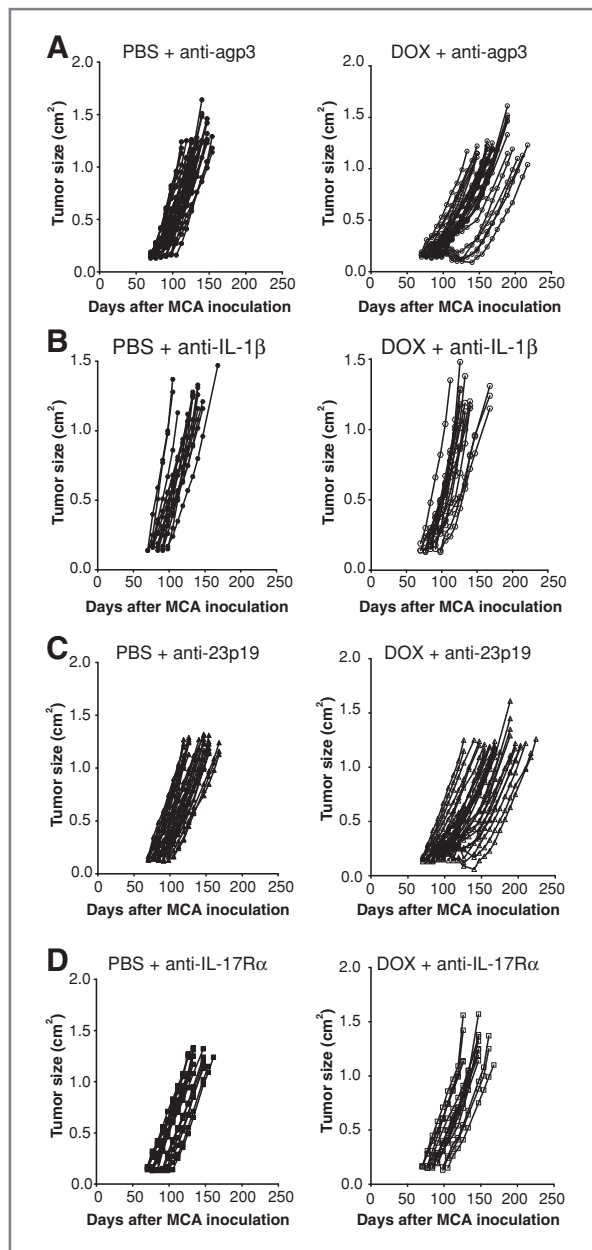 A
PBS + anti-agp3
DOX + anti-agp3
Tumor size (cm²)
2.0
1.5
1.0
0.5
0.0
0 50 100 150 200 250
Days after MCA inoculation
Tumor size (cm²)
2.0
1.5
1.0
0.5
0.0
0 50 100 150 200 250
Days after MCA inoculation
B
PBS + anti-IL-1β
DOX + anti-IL-1β
Tumor size (cm²)
1.5
1.0
0.5
0.0
0 50 100 150 200 250
Days after MCA inoculation
Tumor size (cm²)
1.5
1.0
0.5
0.0
0 50 100 150 200 250
Days after MCA inoculation
C
PBS + anti-23p19
DOX + anti-23p19
Tumor size (cm²)
2.0
1.5
1.0
0.5
0.0
0 50 100 150 200 250
Days after MCA inoculation
Tumor size (cm²)
2.0
1.5
1.0
0.5
0.0
0 50 100 150 200 250
Days after MCA inoculation
D
PBS + anti-IL-17Rα
DOX + anti-IL-17Rα
Tumor size (cm²)
2.0
1.5
1.0
0.5
0.0
0 50 100 150 200 250
Days after MCA inoculation
Tumor size (cm²)
2.0
1.5
1.0
0.5
0.0
0 50 100 150 200 250
Days after MCA inoculation